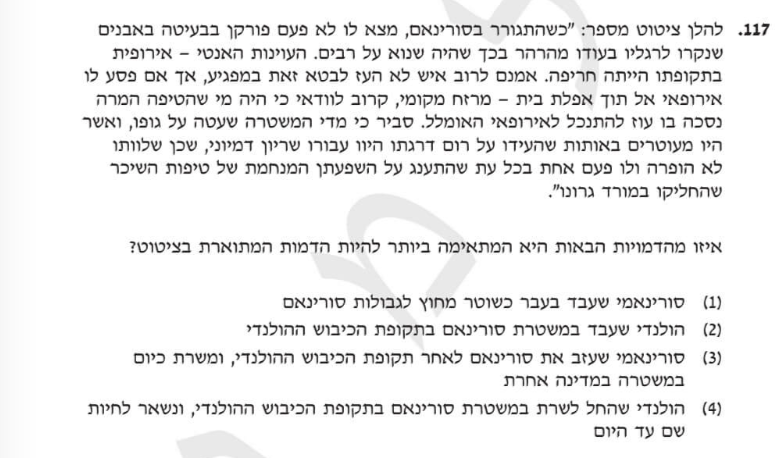 117. להלן ציטוט מספר: "כשהתגורר בסורינאם, מצא לו לא פעם פורקן בבעיטה באבנים
שנקרו לרגליו בעודו מהרהר בכך שהיה שנוא על רבים. העוינות האנטי – אירופית
בתקופתו הייתה חריפה. אמנם לרוב איש לא העז לבטא זאת במפגיע, אך אם פסע לו
אירופאי אל תוך אפלת בית – מרזח מקומי, קרוב לוודאי כי היה מי שהטיפה המרה
נסכה בו עוז להתנכל לאירופאי האומלל. סביר כי מדי המשטרה שעטה על גופו, ואשר
היו מעוטרים באותות שהעידו על רום דרגתו היוו עבורו שריון דמיוני, שכן שלוותו
לא הופרה ולו פעם אחת בכל עת שהתענג על השפעתן המנחמת של טיפות השיכר
שהחליקו במורד גרונו".
איזו מהדמויות הבאות היא המתאימה ביותר להיות הדמות המתוארת בציטוט?
(1) סורינאמי שעבד בעבר כשוטר מחוץ לגבולות סורינאם
(2) הולנדי שעבד במשטרת סורינאם בתקופת הכיבוש ההולנדי
(3) סורינאמי שעזב את סורינאם לאחר תקופת הכיבוש ההולנדי, ומשרת כיום
במשטרה במדינה אחרת
(4) הולנדי שהחל לשרת במשטרת סורינאם בתקופת הכיבוש ההולנדי, ונשאר לחיות
שם עד היום